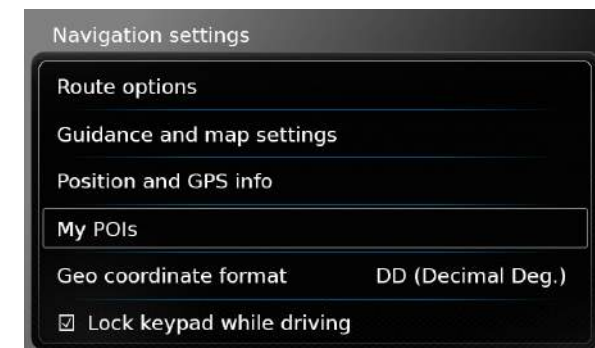 Navigation settings
Route options
Guidance and map settings
Position and GPS info
My POIs
Geo coordinate format DD (Decimal Deg.)
☑ Lock keypad while driving